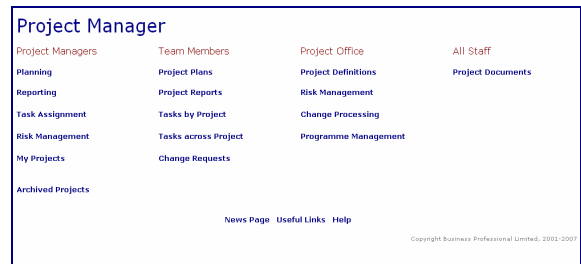 Project Manager
Project Managers Team Members Project Office All Staff
Planning Project Plans Project Definitions Project Documents
Reporting Project Reports Risk Management
Task Assignment Tasks by Project Change Processing
Risk Management Tasks across Project Programme Management
My Projects Change Requests
Archived Projects
News Page Useful Links Help
Copyright Business Professional Limited, 2001-2007